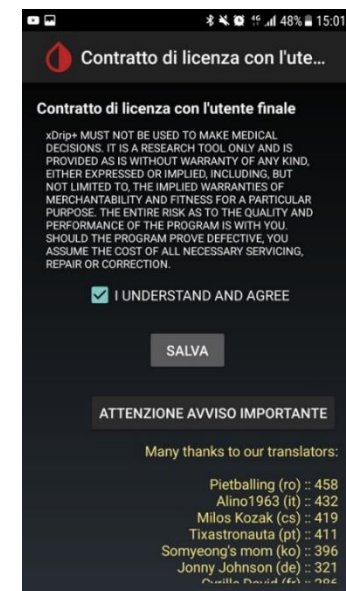 48% 15:01
Contratto di licenza con l'ute...
Contratto di licenza con l'utente finale
xDrip+ MUST NOT BE USED TO MAKE MEDICAL
DECISIONS. IT IS A RESEARCH TOOL ONLY AND IS
PROVIDED AS IS WITHOUT WARRANTY OF ANY KIND,
EITHER EXPRESSED OR IMPLIED, INCLUDING, BUT
NOT LIMITED TO, THE IMPLIED WARRANTIES OF
MERCHANTABILITY AND FITNESS FOR A PARTICULAR
PURPOSE. THE ENTIRE RISK AS TO THE QUALITY AND
PERFORMANCE OF THE PROGRAM IS WITH YOU.
SHOULD THE PROGRAM PROVE DEFECTIVE, YOU
ASSUME THE COST OF ALL NECESSARY SERVICING,
REPAIR OR CORRECTION.
I UNDERSTAND AND AGREE
SALVA
ATTENZIONE AVVISO IMPORTANTE
Many thanks to our translators:
Pietballing (ro) :: 458
Alino1963 (it) :: 432
Milos Kozak (cs) :: 419
Tixastronauta (pt) :: 411
Somyeong's mom (ko) :: 396
Jonny Johnson (de) :: 321
Cyrille David (fr) :: 286